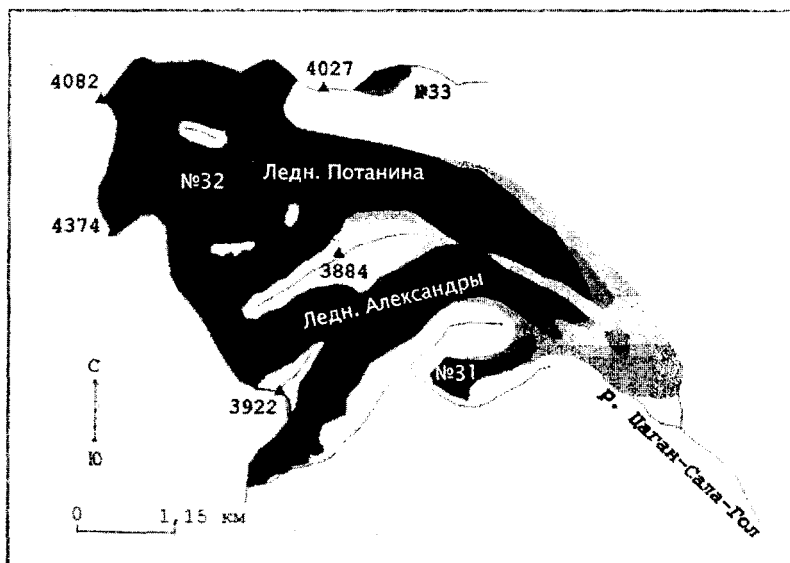 4082
4027
№33
Ледн. Потанина
№32
4374
3884
Ледн. Александры
№31
С
3922
Ю
0 1,15 км
Р. Цаган-Сала-Гол